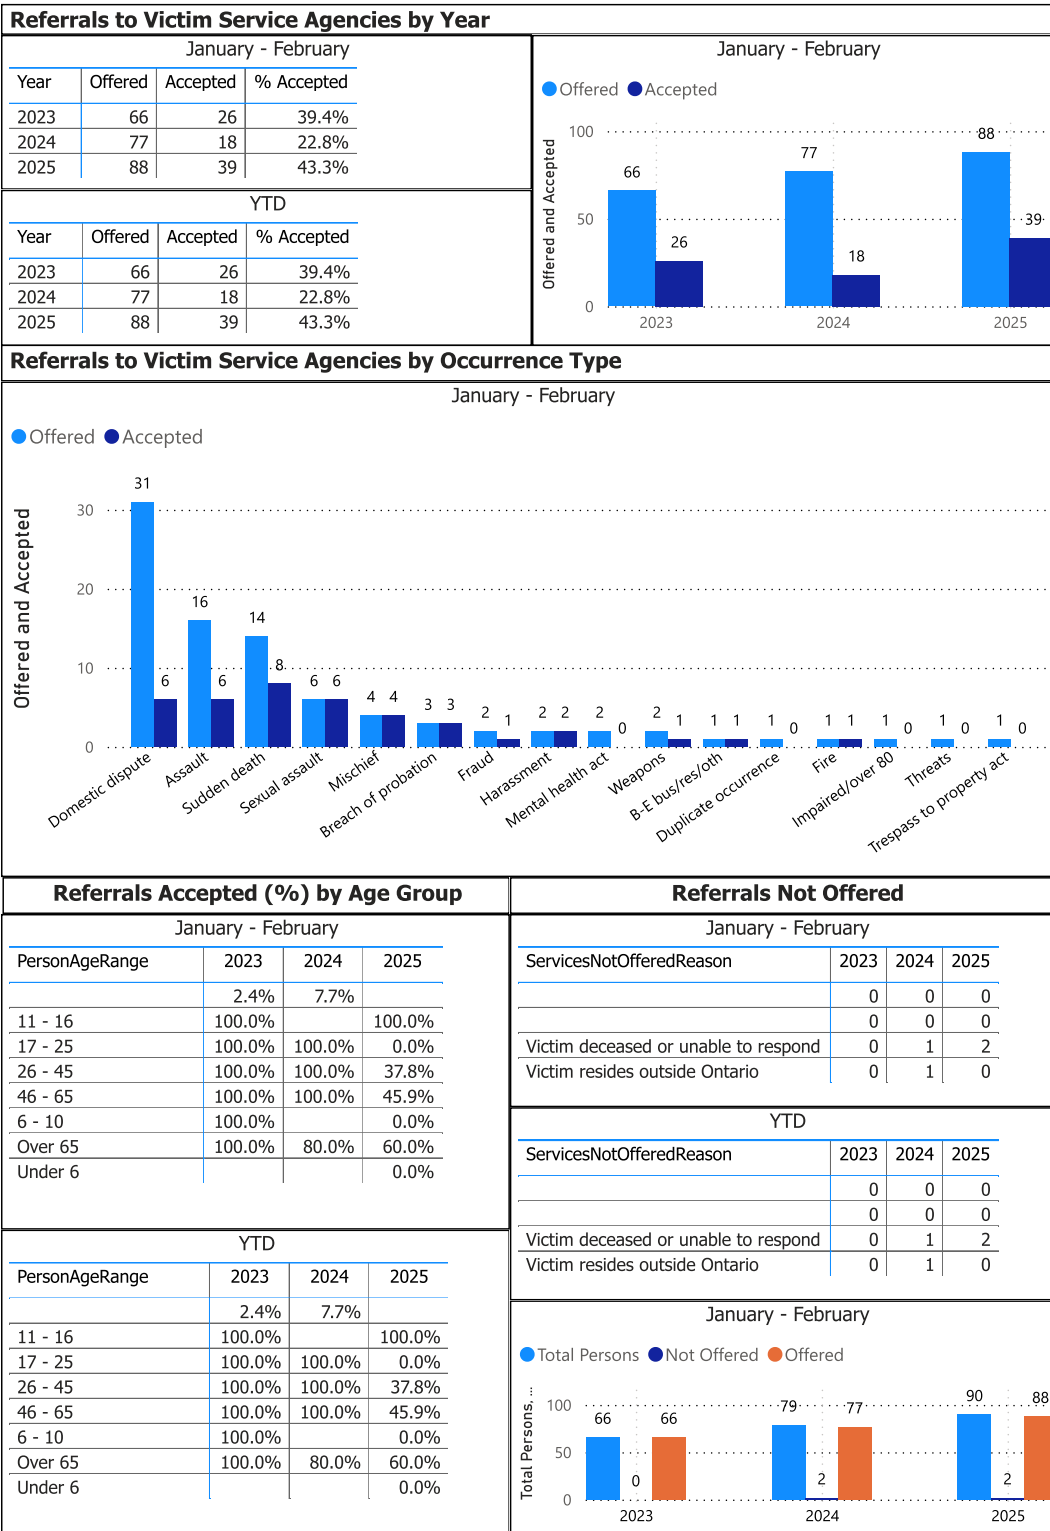 Referrals to Victim Service Agencies by Year
January - February
Year Offered Accepted % Accepted
2023 66 26 39.4%
2024 77 18 22.8%
2025 88 39 43.3%
YTD
Year Offered Accepted % Accepted
2023 66 26 39.4%
2024 77 18 22.8%
2025 88 39 43.3%
January - February
Offered Accepted
Offered and Accepted
100
50
0
66 26 77 18 88 39
2023 2024 2025
Referrals to Victim Service Agencies by Occurrence Type
January - February
Offered Accepted
Offered and Accepted
30
20
10
0
31 6 16 6 14 8 6 6 4 4 3 3 2 1 2 2 2 0 2 1 1 1 1 0 1 1 1 0 1 0 1 0
Domestic dispute
Assault
Sudden death
Sexual assault
Mischief
Breach of probation
Fraud
Harassment
Mental health act
Weapons
B-E bus/res/oth
Duplicate occurrence
Fire
Impaired/over 80
Threats
Trespass to property act
Referrals Accepted (%) by Age Group
January - February
PersonAgeRange 2023 2024 2025
2.4% 7.7%
11 - 16 100.0% 100.0%
17 - 25 100.0% 100.0% 0.0%
26 - 45 100.0% 100.0% 37.8%
46 - 65 100.0% 100.0% 45.9%
6 - 10 100.0% 0.0%
Over 65 100.0% 80.0% 60.0%
Under 6 0.0%
YTD
PersonAgeRange 2023 2024 2025
2.4% 7.7%
11 - 16 100.0% 100.0%
17 - 25 100.0% 100.0% 0.0%
26 - 45 100.0% 100.0% 37.8%
46 - 65 100.0% 100.0% 45.9%
6 - 10 100.0% 0.0%
Over 65 100.0% 80.0% 60.0%
Under 6 0.0%
Referrals Not Offered
January - February
ServicesNotOfferedReason 2023 2024 2025
0 0 0
0 0 0
Victim deceased or unable to respond 0 1 2
Victim resides outside Ontario 0 1 0
YTD
ServicesNotOfferedReason 2023 2024 2025
0 0 0
0 0 0
Victim deceased or unable to respond 0 1 2
Victim resides outside Ontario 0 1 0
January - February
Total Persons Not Offered Offered
Total Persons, ...
100
50
0
66 0 66 79 2 77 90 2 88
2023 2024 2025